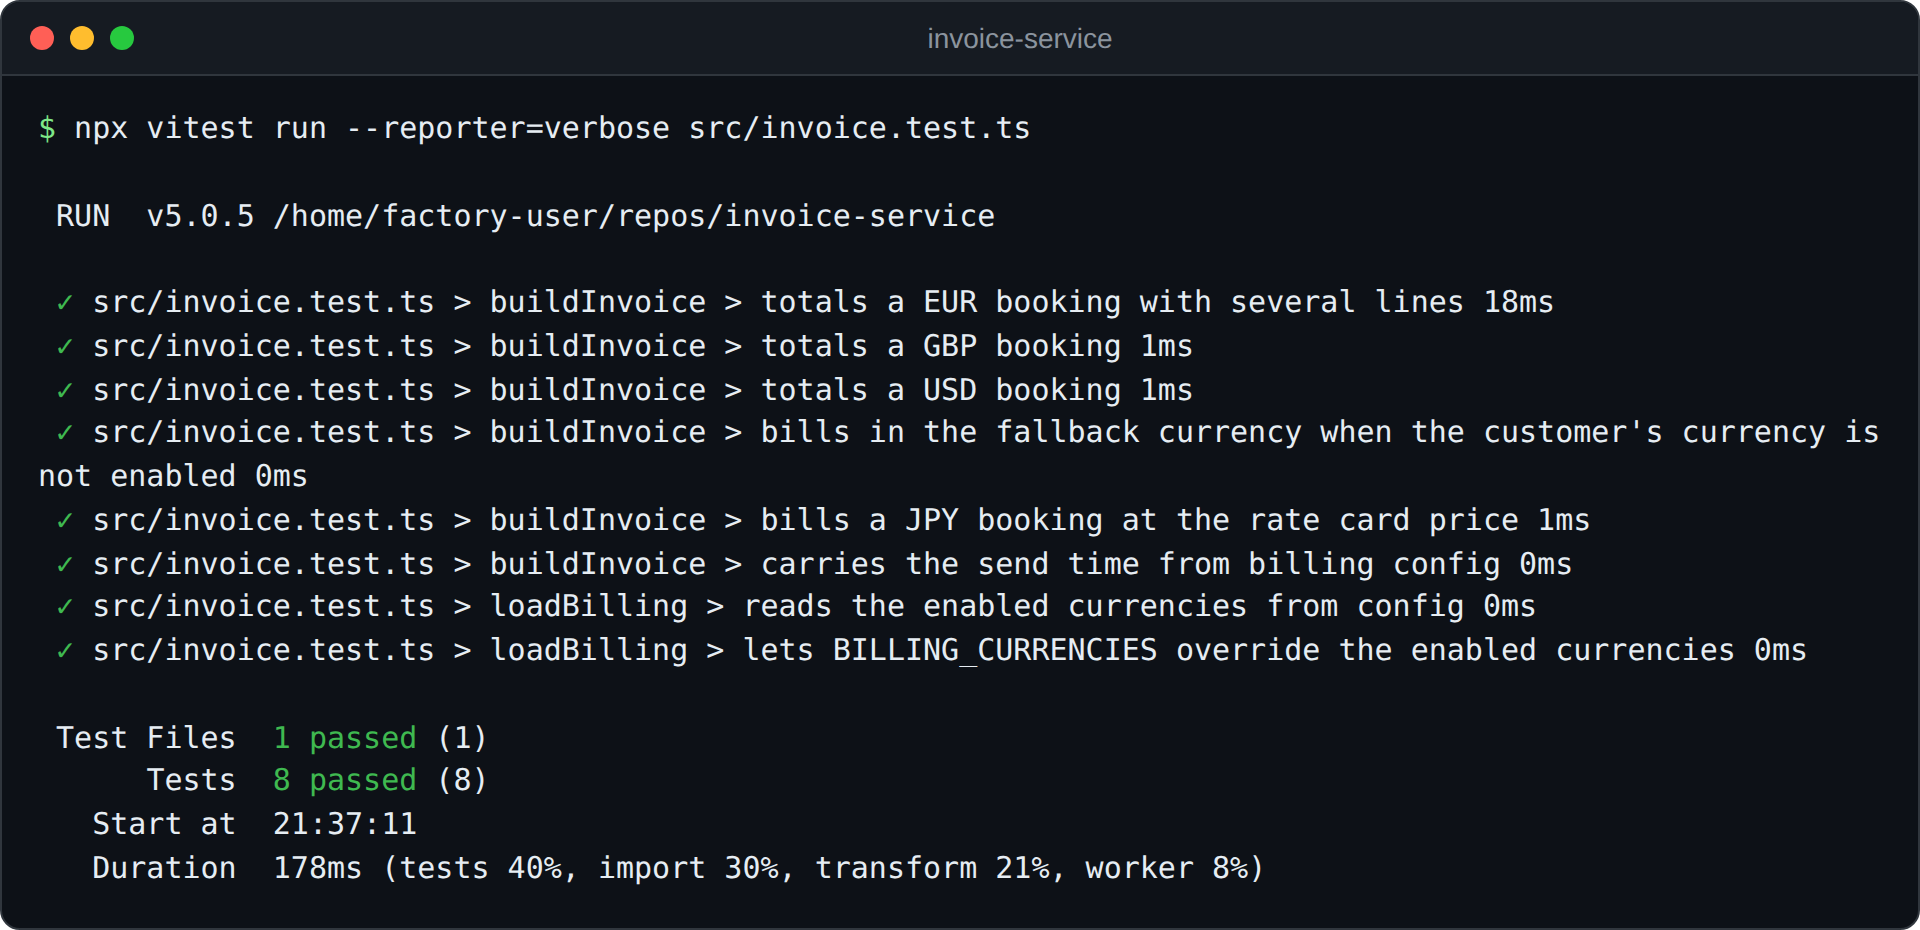 invoice-service
$ npx vitest run --reporter=verbose src/invoice.test.ts
RUN  v5.0.5 /home/factory-user/repos/invoice-service
✓ src/invoice.test.ts > buildInvoice > totals a EUR booking with several lines 18ms
✓ src/invoice.test.ts > buildInvoice > totals a GBP booking 1ms
✓ src/invoice.test.ts > buildInvoice > totals a USD booking 1ms
✓ src/invoice.test.ts > buildInvoice > bills in the fallback currency when the customer's currency is
not enabled 0ms
✓ src/invoice.test.ts > buildInvoice > bills a JPY booking at the rate card price 1ms
✓ src/invoice.test.ts > buildInvoice > carries the send time from billing config 0ms
✓ src/invoice.test.ts > loadBilling > reads the enabled currencies from config 0ms
✓ src/invoice.test.ts > loadBilling > lets BILLING_CURRENCIES override the enabled currencies 0ms
Test Files  1 passed (1)
Tests  8 passed (8)
Start at  21:37:11
Duration  178ms (tests 40%, import 30%, transform 21%, worker 8%)